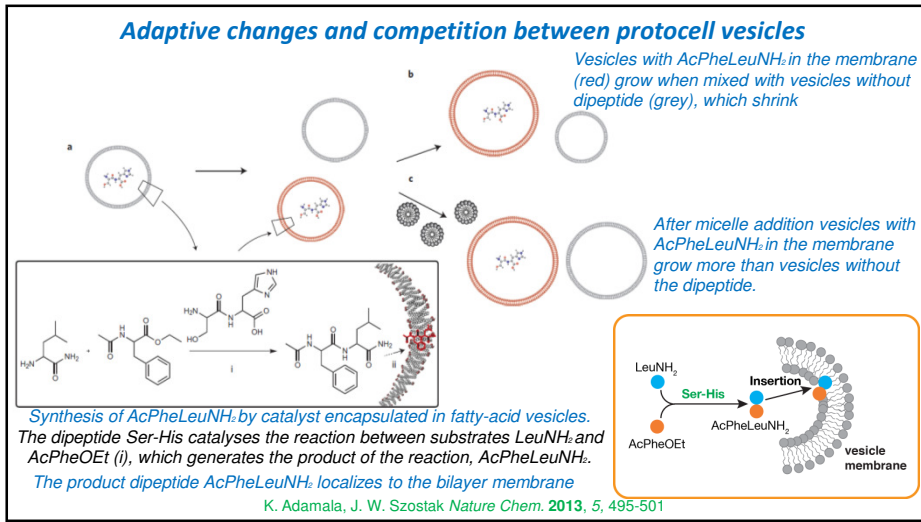 Adaptive changes and competition between protocell vesicles
Vesicles with AcPheLeuNH₂ in the membrane
(red) grow when mixed with vesicles without
dipeptide (grey), which shrink
a
b
c
After micelle addition vesicles with
AcPheLeuNH₂ in the membrane
grow more than vesicles without
the dipeptide.
NH
N
O
H₂N
N
H
O
OH
HO
NH₂
H₂N
O
+
O
N
H
O
O
i
O
N
H
O
H
N
O
NH₂
ii
Synthesis of AcPheLeuNH₂ by catalyst encapsulated in fatty-acid vesicles.
The dipeptide Ser-His catalyses the reaction between substrates LeuNH₂ and
AcPheOEt (i), which generates the product of the reaction, AcPheLeuNH₂.
The product dipeptide AcPheLeuNH₂ localizes to the bilayer membrane
LeuNH₂
Ser-His
Insertion
AcPheOEt
AcPheLeuNH₂
vesicle
membrane
K. Adamala, J. W. Szostak Nature Chem. 2013, 5, 495-501